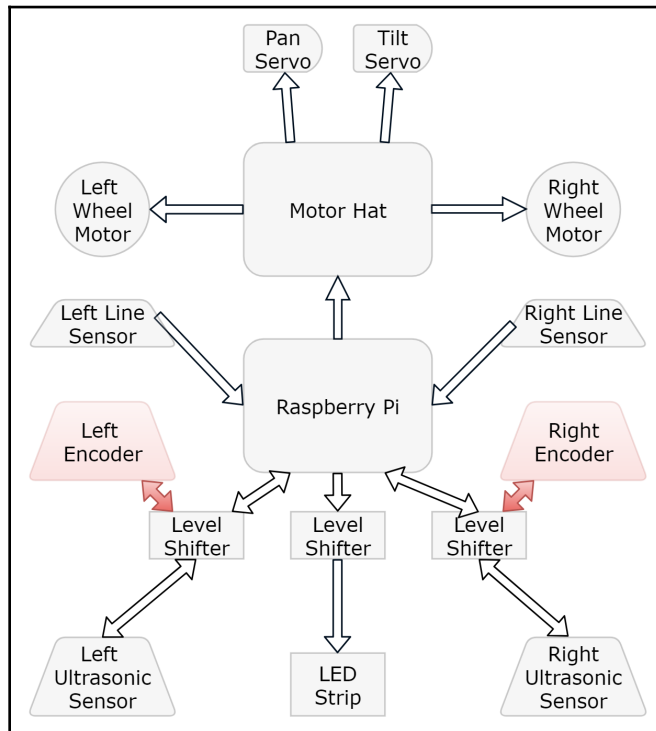 Pan
Servo
Tilt
Servo
Left
Wheel
Motor
Motor Hat
Right
Wheel
Motor
Left Line
Sensor
Right Line
Sensor
Raspberry Pi
Left
Encoder
Right
Encoder
Level
Shifter
Level
Shifter
Level
Shifter
Left
Ultrasonic
Sensor
LED
Strip
Right
Ultrasonic
Sensor